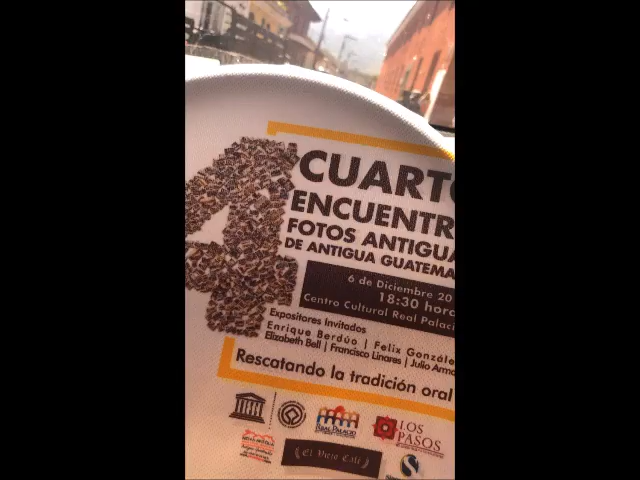 4
CUARTO
ENCUENTR
FOTOS ANTIGUA
DE ANTIGUA GUATEMA
6 de Diciembre 20
18:30 hora
Centro Cultural Real Palaci
Expositores Invitados
Enrique Berdúo | Felix Gonzále
Elizabeth Bell | Francisco Linares | Julio Arma
Rescatando la tradición oral
UNESCO
REAL PALACIO
LOS
PASOS
El Viejo Café